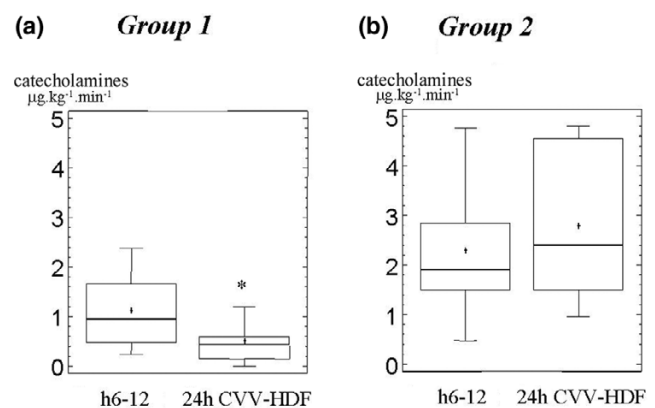 (a) Group 1
catecholamines
µg.kg-1.min-1
5
4
3
2
1
0
*
h6-12 24h CVV-HDF
(b) Group 2
catecholamines
µg.kg-1.min-1
5
4
3
2
1
0
h6-12 24h CVV-HDF